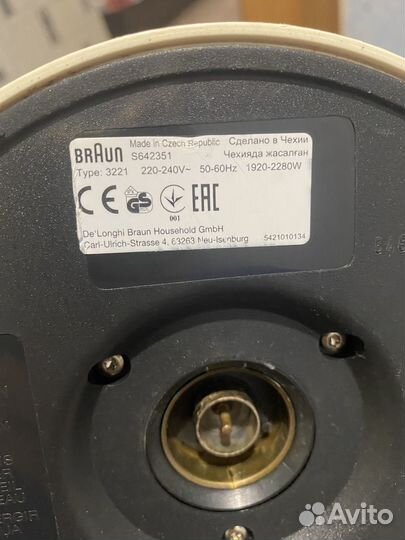 BRAUN Made in Czech Republic Сделано в Чехии
S642351 Чехияда жасалған
Type: 3221 220-240V~ 50-60Hz 1920-2280W
CE GS 001 EAC
De'Longhi Braun Household GmbH
Carl-Ulrich-Strasse 4, 63263 Neu-Isenburg 5421010134
Avito